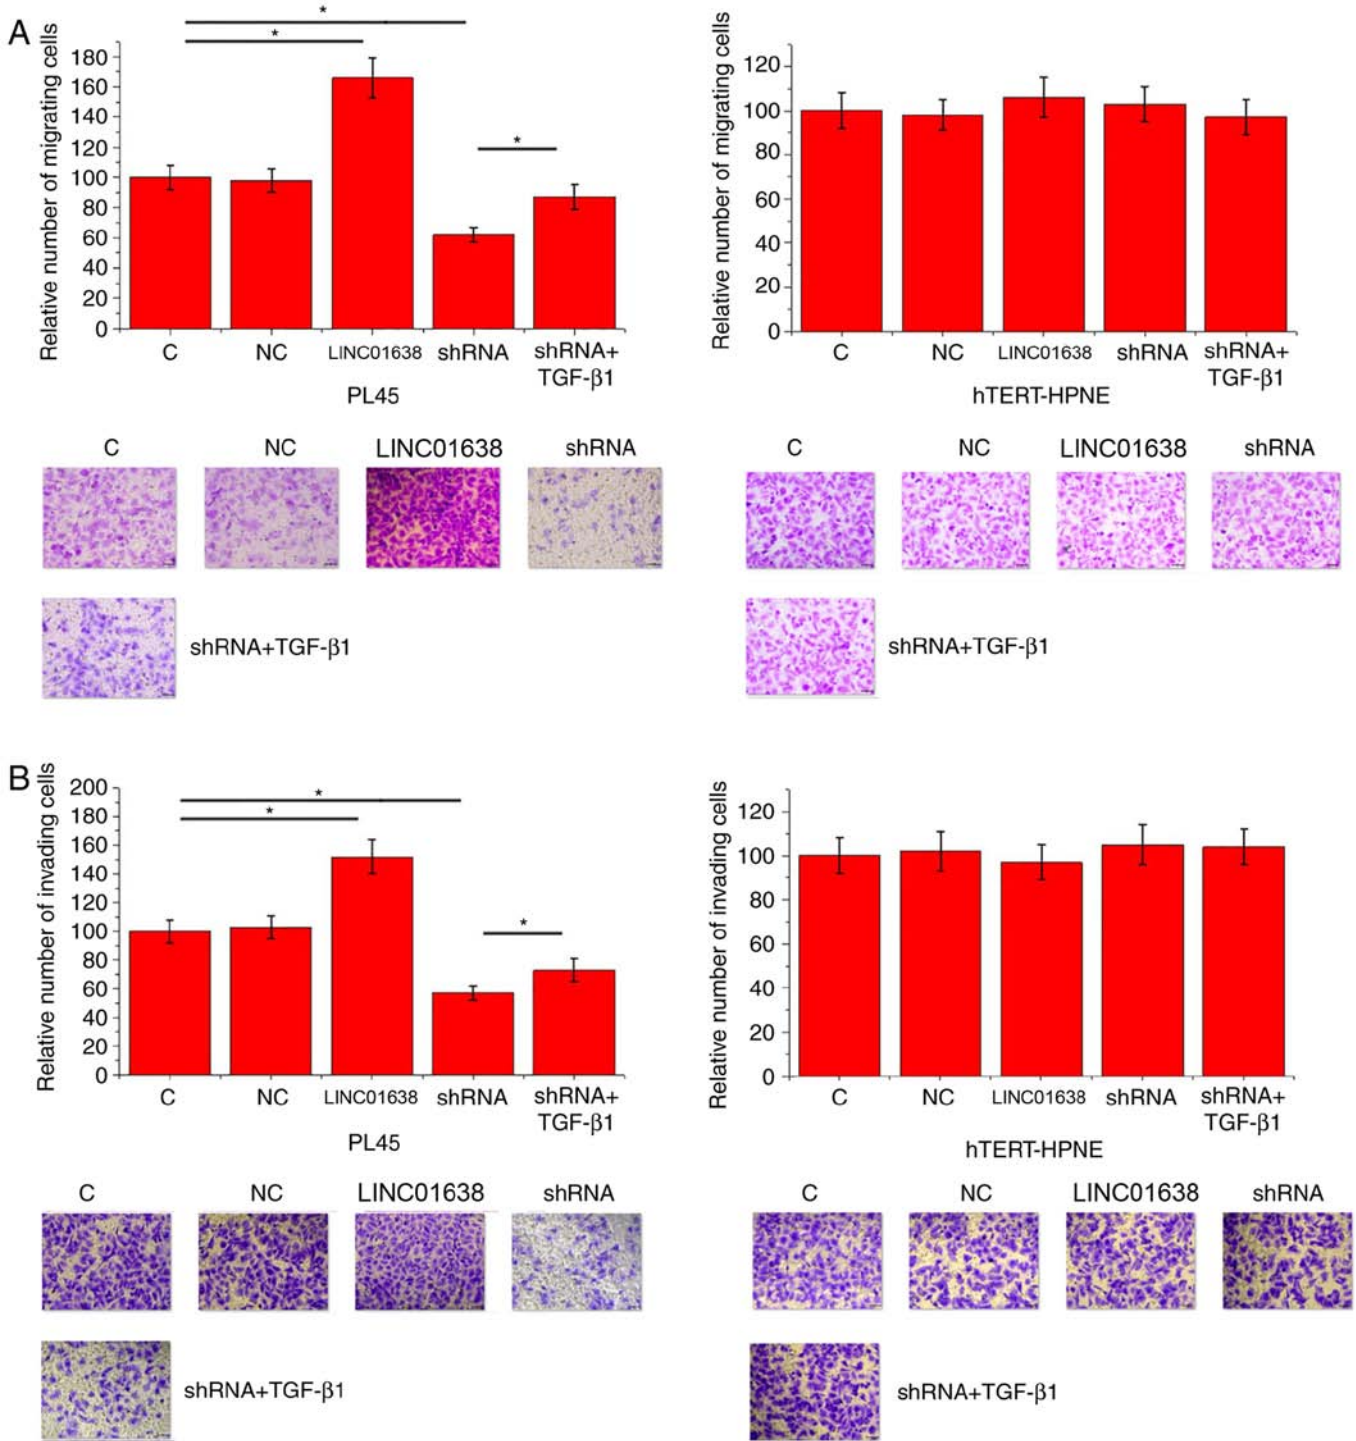 A
Relative number of migrating cells
180
160
140
120
100
80
60
40
20
0
*
*
*
C NC LINC01638 shRNA shRNA+
TGF-β1
PL45
Relative number of migrating cells
120
100
80
60
40
20
0
C NC LINC01638 shRNA shRNA+
TGF-β1
hTERT-HPNE
C NC LINC01638 shRNA
shRNA+TGF-β1
C NC LINC01638 shRNA
shRNA+TGF-β1
B
Relative number of invading cells
200
180
160
140
120
100
80
60
40
20
0
*
*
*
C NC LINC01638 shRNA shRNA+
TGF-β1
PL45
Relative number of invading cells
120
100
80
60
40
20
0
C NC LINC01638 shRNA shRNA+
TGF-β1
hTERT-HPNE
C NC LINC01638 shRNA
shRNA+TGF-β1
C NC LINC01638 shRNA
shRNA+TGF-β1